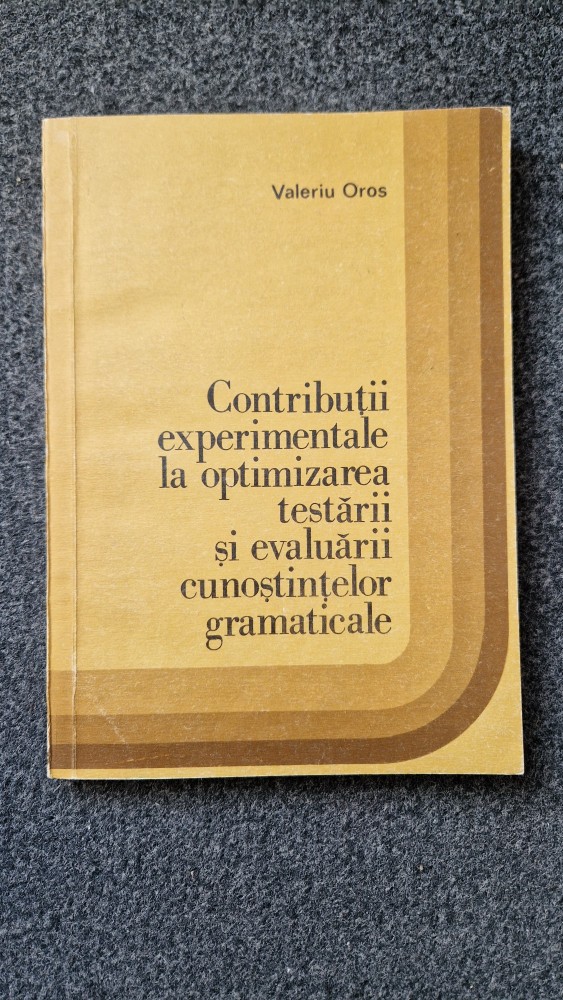 Valeriu Oros
Contribuții
experimentale
la optimizarea
testării
și evaluării
cunoștințelor
gramaticale